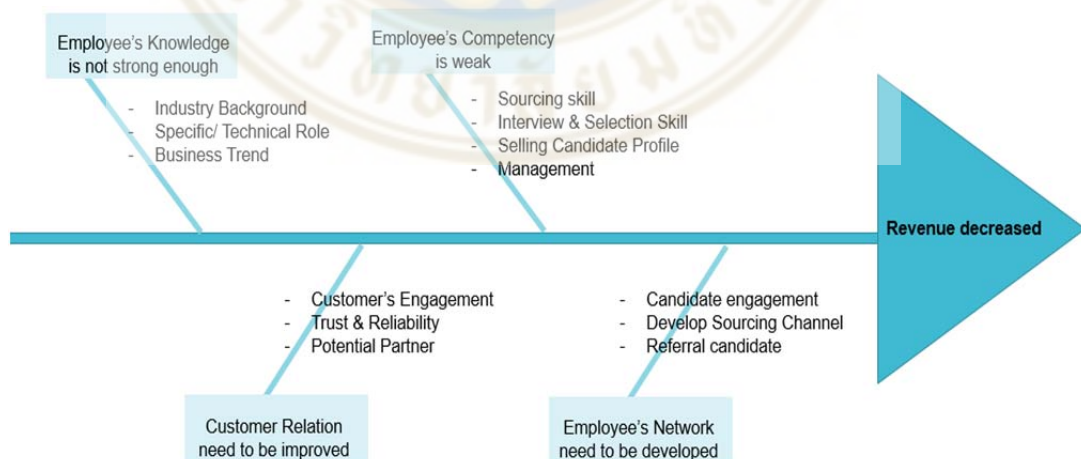 Employee's Knowledge
is not strong enough
- Industry Background
- Specific/ Technical Role
- Business Trend
Employee's Competency
is weak
- Sourcing skill
- Interview & Selection Skill
- Selling Candidate Profile
- Management
Revenue decreased
- Customer's Engagement
- Trust & Reliability
- Potential Partner
Customer Relation
need to be improved
- Candidate engagement
- Develop Sourcing Channel
- Referral candidate
Employee's Network
need to be developed